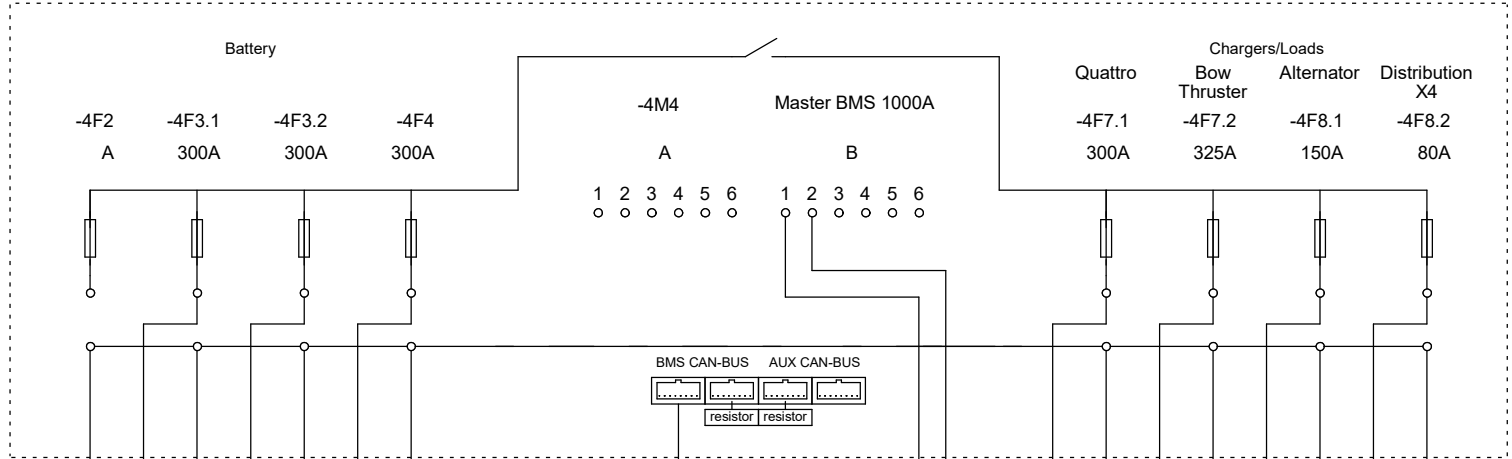 Battery
Chargers/Loads
Quattro
Bow
Thruster
Alternator
Distribution
X4
-4M4
Master BMS 1000A
-4F2
-4F3.1
-4F3.2
-4F4
-4F7.1
-4F7.2
-4F8.1
-4F8.2
A
300A
300A
300A
A
B
300A
325A
150A
80A
1 2 3 4 5 6
1 2 3 4 5 6
BMS CAN-BUS
AUX CAN-BUS
resistor
resistor